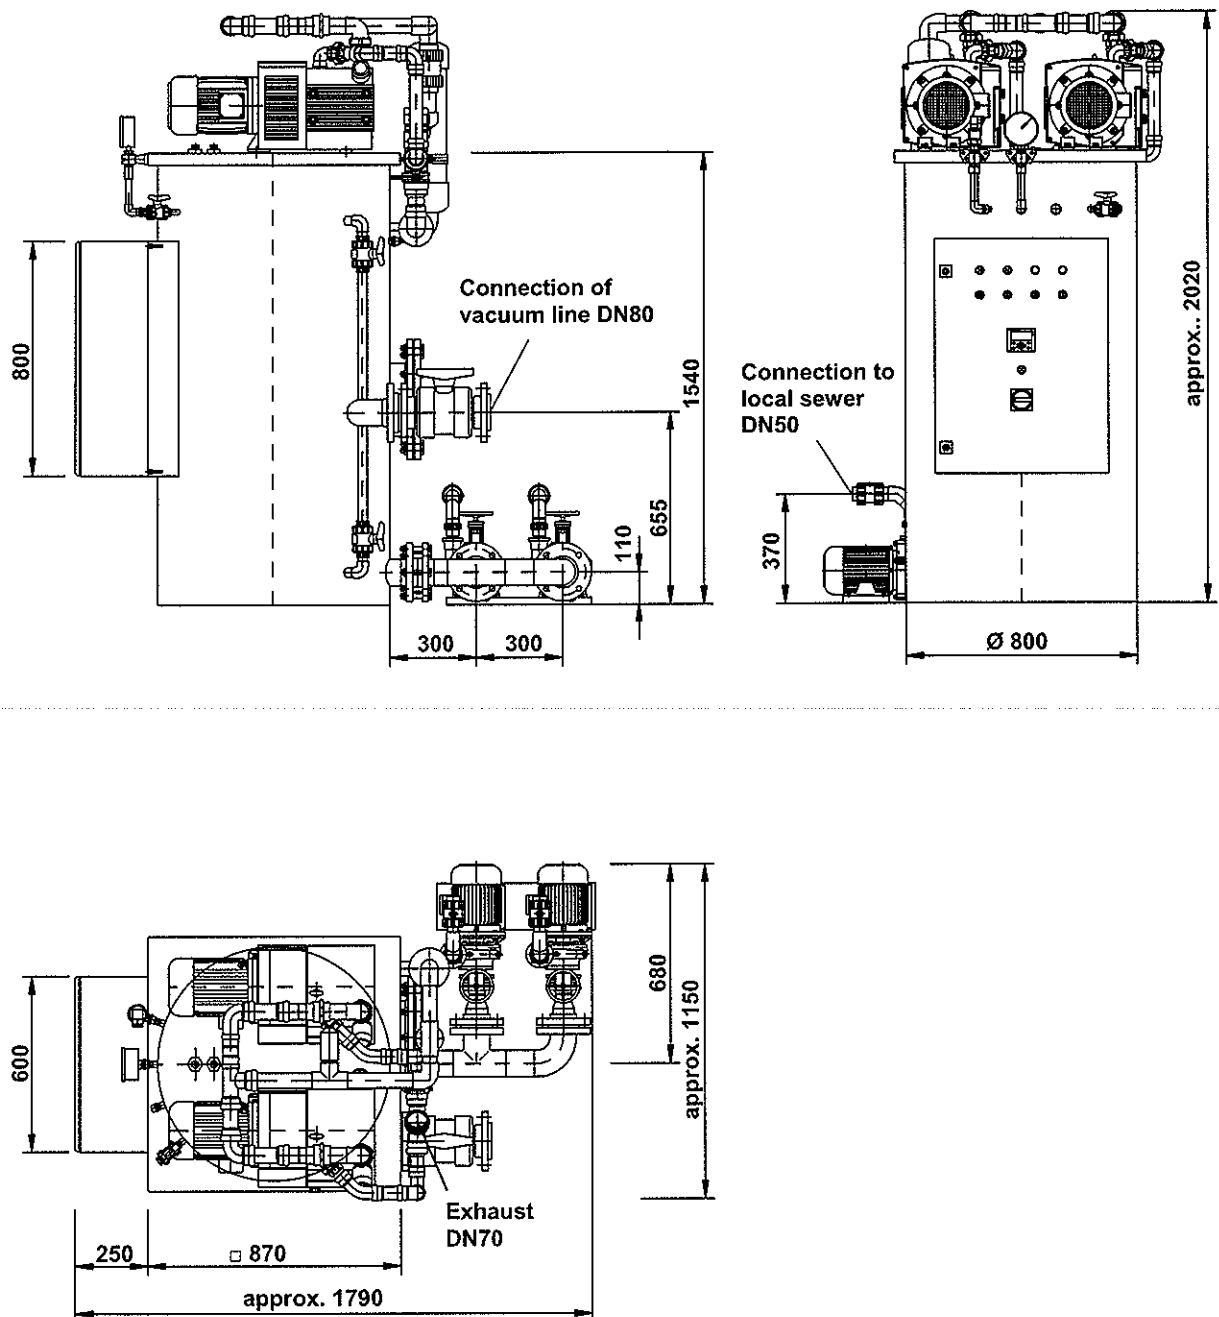 Connection of
vacuum line DN80
800
1540
655
110
300
300
Connection to
local sewer
DN50
370
approx.. 2020
Ø 800
600
680
approx. 1150
Exhaust
DN70
250
□ 870
approx. 1790